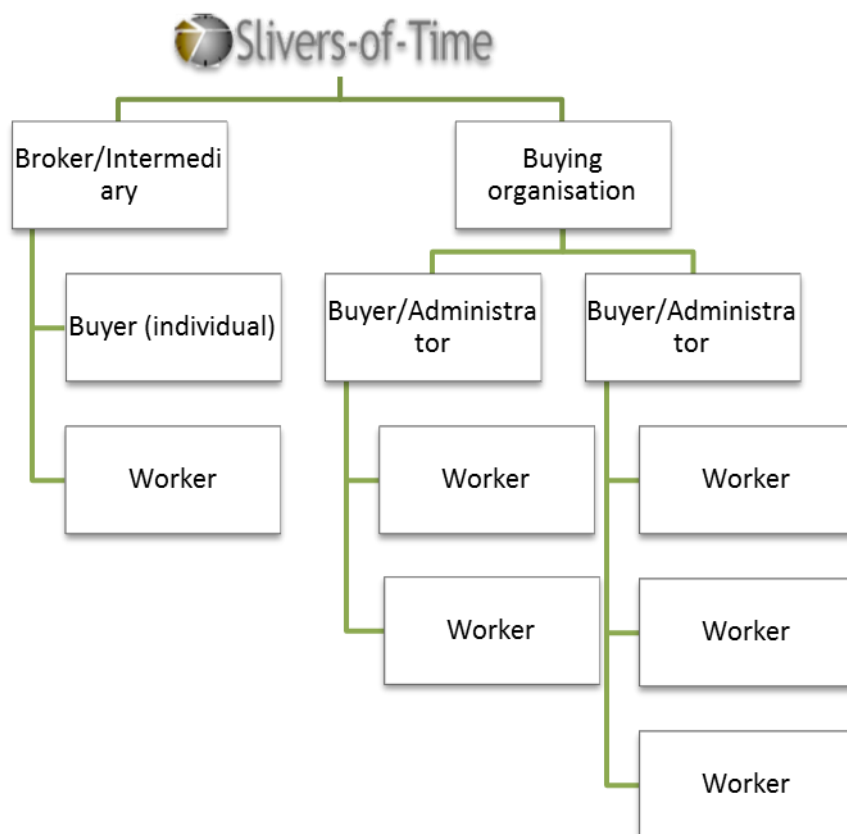 Slivers-of-Time
Broker/Intermedi
ary
Buying
organisation
Buyer (individual)
Buyer/Administra
tor
Buyer/Administra
tor
Worker
Worker
Worker
Worker
Worker
Worker